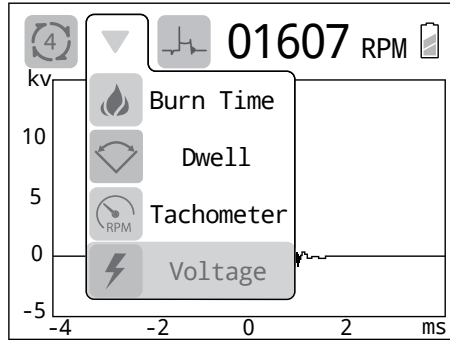 4
01607 RPM
kv
Burn Time
10
Dwell
5
RPM
Tachometer
0
Voltage
-5
-4 -2 0 2 ms